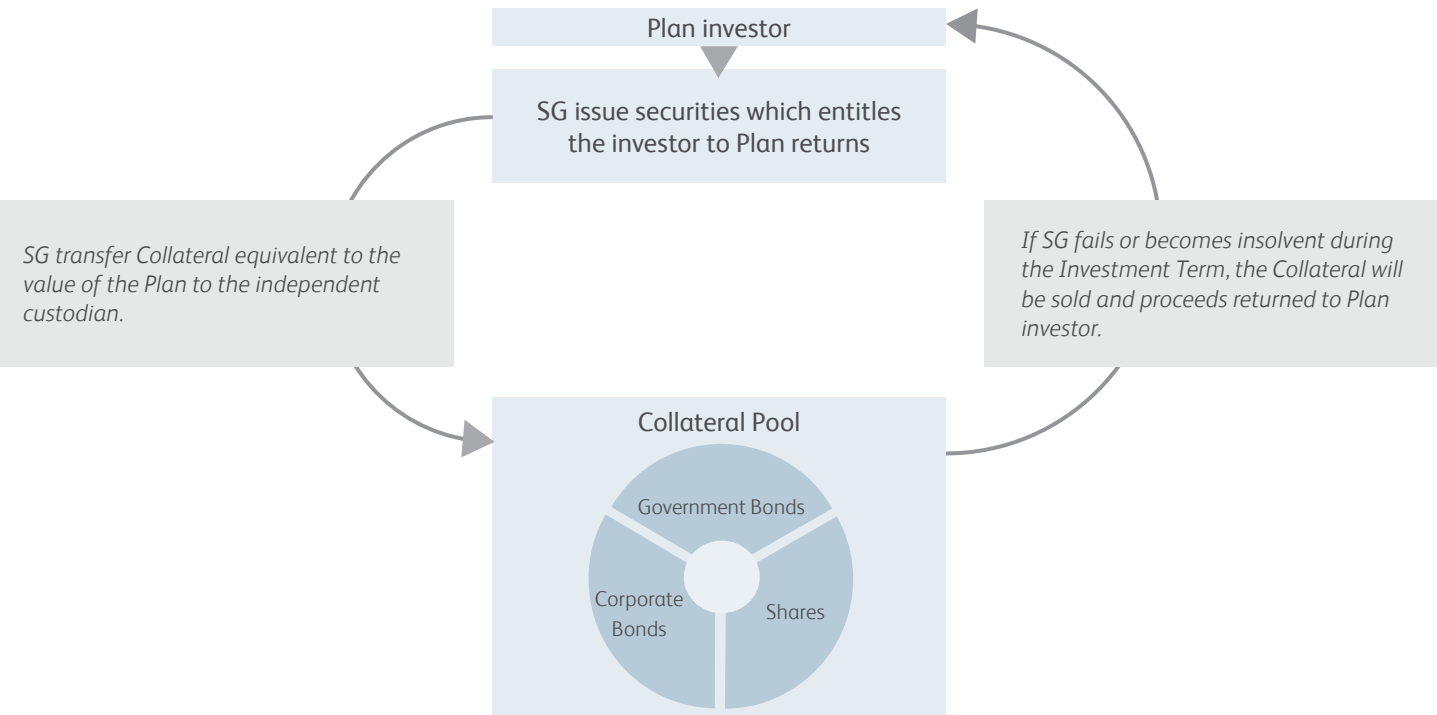 Plan investor
SG issue securities which entitles
the investor to Plan returns
SG transfer Collateral equivalent to the
value of the Plan to the independent
custodian.
If SG fails or becomes insolvent during
the Investment Term, the Collateral will
be sold and proceeds returned to Plan
investor.
Collateral Pool
Government Bonds
Corporate
Bonds
Shares